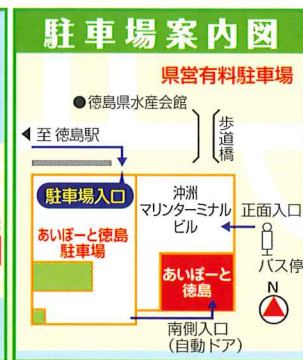 駐車場案内図
県営有料駐車場
●徳島県水産会館
◀至 徳島駅
歩道橋
駐車場入口
沖洲
マリンターミナル
ビル
正面入口
あいぽーと徳島
駐車場
バス停
あいぽーと
徳島
N
南側入口
(自動ドア)